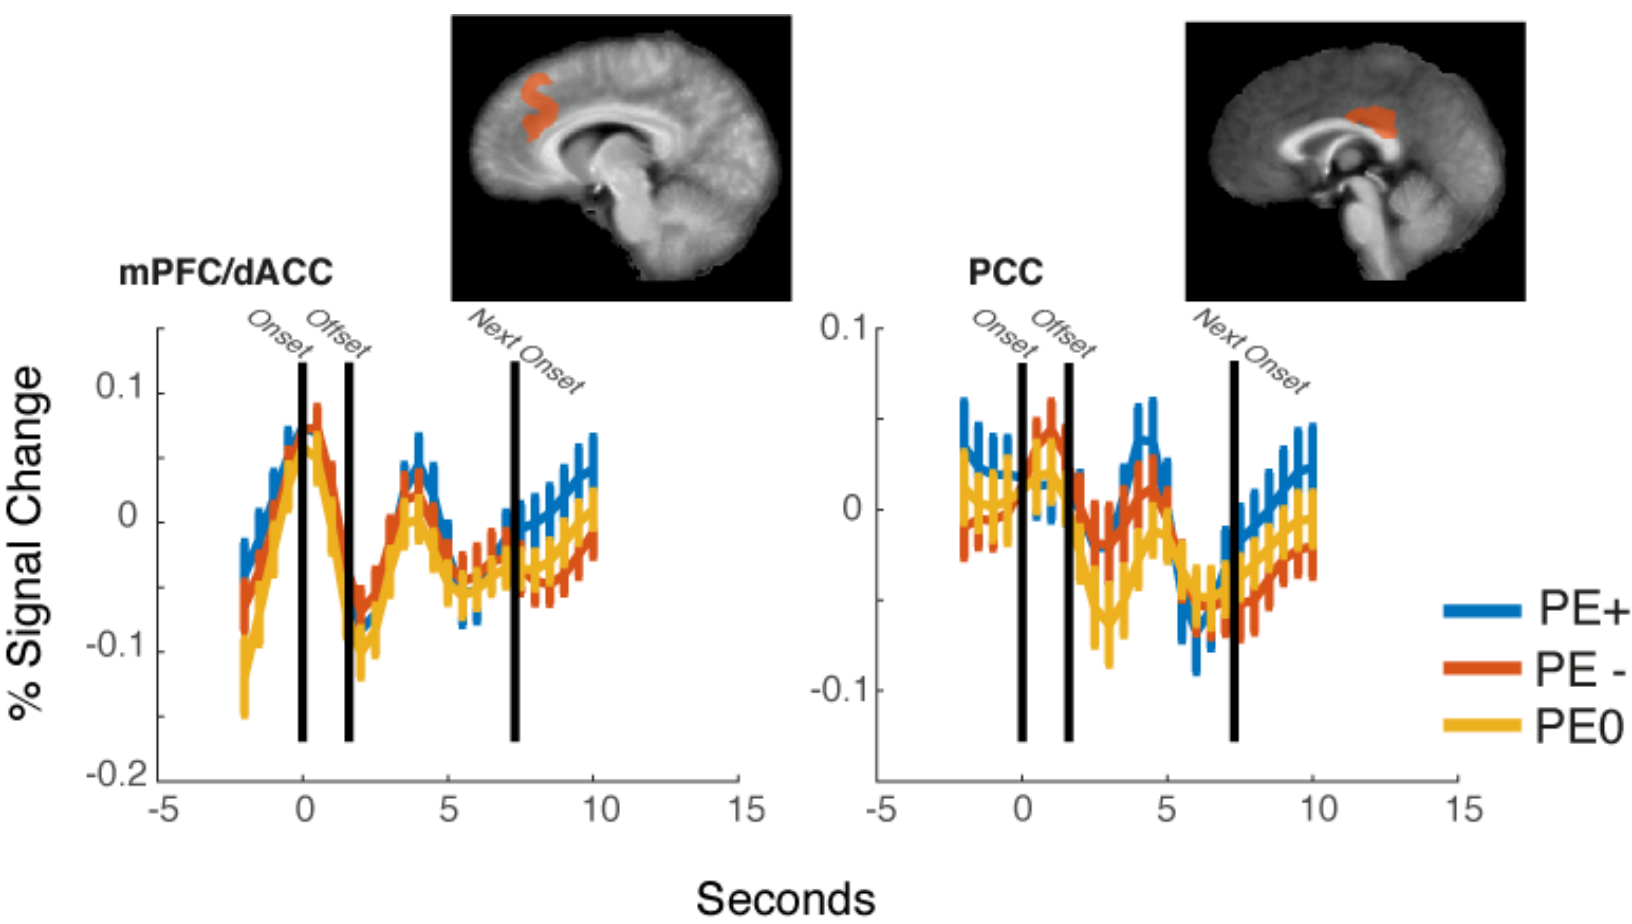 mPFC/dACC
PCC
Onset
Offset
Next Onset
Onset
Offset
Next Onset
% Signal Change
0.1
0
-0.1
-0.2
-5
0
5
10
15
0.1
0
-0.1
-5
0
5
10
15
PE+
PE -
PE0
Seconds